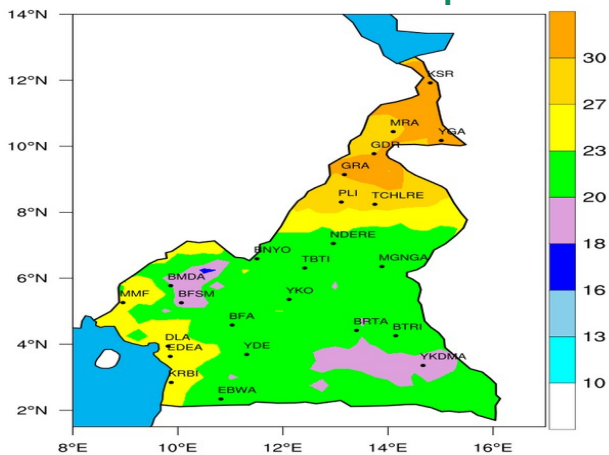 14°N
12°N
10°N
8°N
6°N
4°N
2°N
8°E
10°E
12°E
14°E
16°E
KSR
MRA
YGA
GDR
GRA
PLI
TCHLRE
NDERE
BNYO
TBTI
MGNGA
BMDA
MMF
BFSM
YKO
BFA
BRTA
BTRI
DLA
EDEA
YDE
YKDMA
KRBI
EBWA
30
27
23
20
18
16
13
10